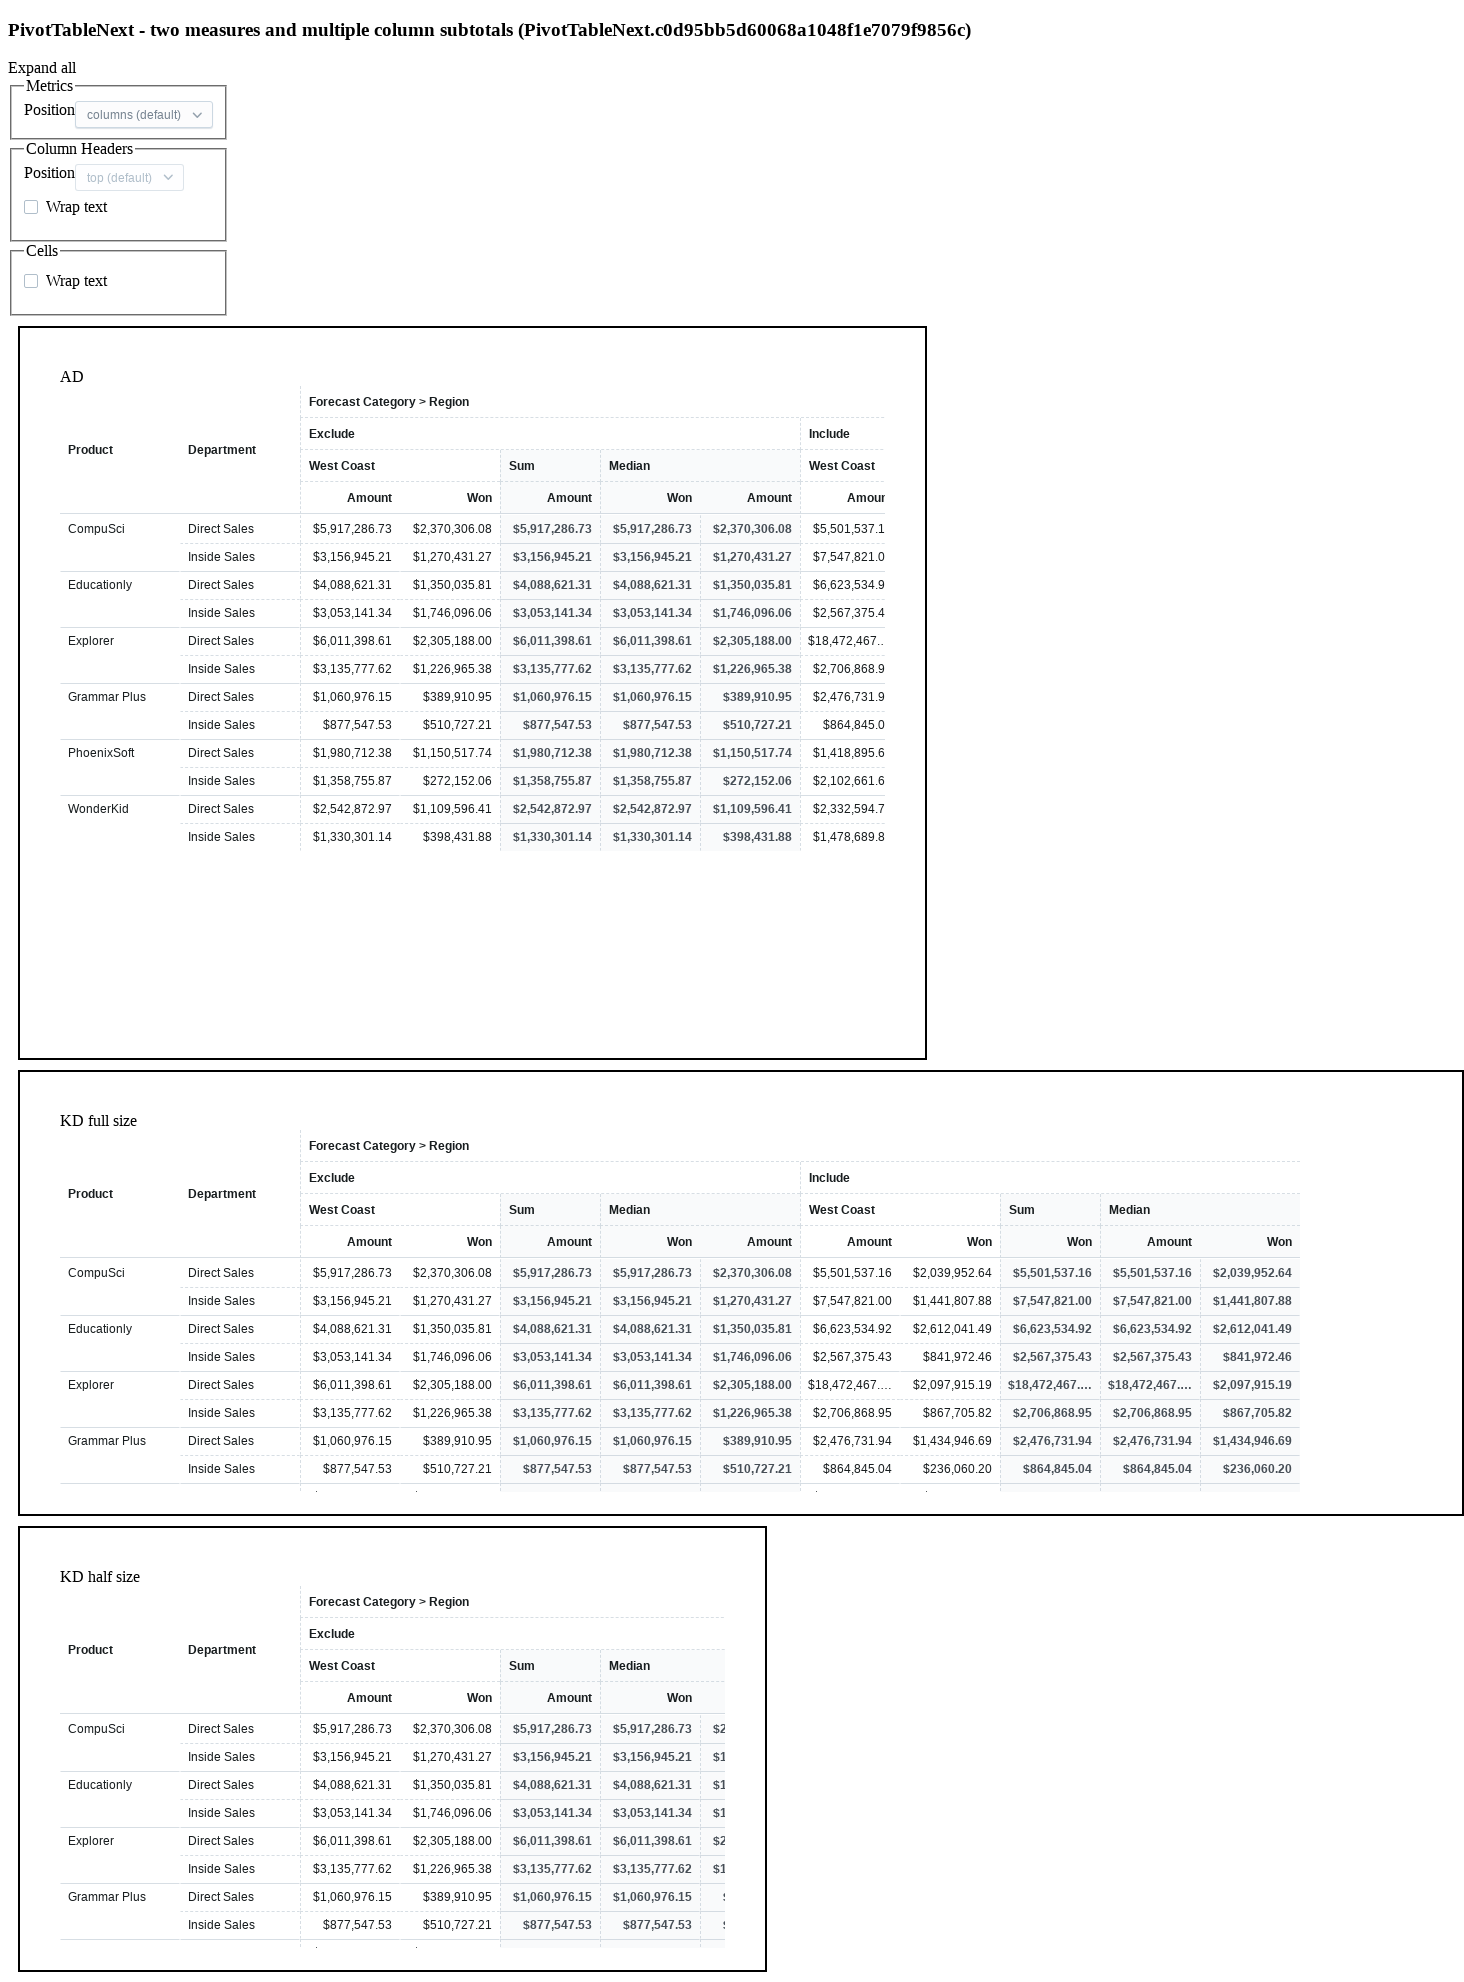 PivotTableNext - two measures and multiple column subtotals (PivotTableNext.c0d95bb5d60068a1048f1e7079f9856c)
Expand all
Metrics
Position columns (default)
Column Headers
Position top (default)
Wrap text
Cells
Wrap text
AD
Forecast Category > Region
Exclude Include
Product Department
West Coast Sum Median West Coast
Amount Won Amount Won Amount Amoun
CompuSci Direct Sales $5,917,286.73 $2,370,306.08 $5,917,286.73 $5,917,286.73 $2,370,306.08 $5,501,537.1
Inside Sales $3,156,945.21 $1,270,431.27 $3,156,945.21 $3,156,945.21 $1,270,431.27 $7,547,821.0
Educationly Direct Sales $4,088,621.31 $1,350,035.81 $4,088,621.31 $4,088,621.31 $1,350,035.81 $6,623,534.9
Inside Sales $3,053,141.34 $1,746,096.06 $3,053,141.34 $3,053,141.34 $1,746,096.06 $2,567,375.4
Explorer Direct Sales $6,011,398.61 $2,305,188.00 $6,011,398.61 $6,011,398.61 $2,305,188.00 $18,472,467..
Inside Sales $3,135,777.62 $1,226,965.38 $3,135,777.62 $3,135,777.62 $1,226,965.38 $2,706,868.9
Grammar Plus Direct Sales $1,060,976.15 $389,910.95 $1,060,976.15 $1,060,976.15 $389,910.95 $2,476,731.9
Inside Sales $877,547.53 $510,727.21 $877,547.53 $877,547.53 $510,727.21 $864,845.0
PhoenixSoft Direct Sales $1,980,712.38 $1,150,517.74 $1,980,712.38 $1,980,712.38 $1,150,517.74 $1,418,895.6
Inside Sales $1,358,755.87 $272,152.06 $1,358,755.87 $1,358,755.87 $272,152.06 $2,102,661.6
WonderKid Direct Sales $2,542,872.97 $1,109,596.41 $2,542,872.97 $2,542,872.97 $1,109,596.41 $2,332,594.7
Inside Sales $1,330,301.14 $398,431.88 $1,330,301.14 $1,330,301.14 $398,431.88 $1,478,689.8
KD full size
Forecast Category > Region
Exclude Include
Product Department
West Coast Sum Median West Coast Sum Median
Amount Won Amount Won Amount Amount Won Won Amount Won
CompuSci Direct Sales $5,917,286.73 $2,370,306.08 $5,917,286.73 $5,917,286.73 $2,370,306.08 $5,501,537.16 $2,039,952.64 $5,501,537.16 $5,501,537.16 $2,039,952.64
Inside Sales $3,156,945.21 $1,270,431.27 $3,156,945.21 $3,156,945.21 $1,270,431.27 $7,547,821.00 $1,441,807.88 $7,547,821.00 $7,547,821.00 $1,441,807.88
Educationly Direct Sales $4,088,621.31 $1,350,035.81 $4,088,621.31 $4,088,621.31 $1,350,035.81 $6,623,534.92 $2,612,041.49 $6,623,534.92 $6,623,534.92 $2,612,041.49
Inside Sales $3,053,141.34 $1,746,096.06 $3,053,141.34 $3,053,141.34 $1,746,096.06 $2,567,375.43 $841,972.46 $2,567,375.43 $2,567,375.43 $841,972.46
Explorer Direct Sales $6,011,398.61 $2,305,188.00 $6,011,398.61 $6,011,398.61 $2,305,188.00 $18,472,467.… $2,097,915.19 $18,472,467.… $18,472,467.… $2,097,915.19
Inside Sales $3,135,777.62 $1,226,965.38 $3,135,777.62 $3,135,777.62 $1,226,965.38 $2,706,868.95 $867,705.82 $2,706,868.95 $2,706,868.95 $867,705.82
Grammar Plus Direct Sales $1,060,976.15 $389,910.95 $1,060,976.15 $1,060,976.15 $389,910.95 $2,476,731.94 $1,434,946.69 $2,476,731.94 $2,476,731.94 $1,434,946.69
Inside Sales $877,547.53 $510,727.21 $877,547.53 $877,547.53 $510,727.21 $864,845.04 $236,060.20 $864,845.04 $864,845.04 $236,060.20
KD half size
Forecast Category > Region
Exclude
Product Department
West Coast Sum Median
Amount Won Amount Won
CompuSci Direct Sales $5,917,286.73 $2,370,306.08 $5,917,286.73 $5,917,286.73 $2
Inside Sales $3,156,945.21 $1,270,431.27 $3,156,945.21 $3,156,945.21 $1
Educationly Direct Sales $4,088,621.31 $1,350,035.81 $4,088,621.31 $4,088,621.31 $1
Inside Sales $3,053,141.34 $1,746,096.06 $3,053,141.34 $3,053,141.34 $1
Explorer Direct Sales $6,011,398.61 $2,305,188.00 $6,011,398.61 $6,011,398.61 $2
Inside Sales $3,135,777.62 $1,226,965.38 $3,135,777.62 $3,135,777.62 $1
Grammar Plus Direct Sales $1,060,976.15 $389,910.95 $1,060,976.15 $1,060,976.15
Inside Sales $877,547.53 $510,727.21 $877,547.53 $877,547.53